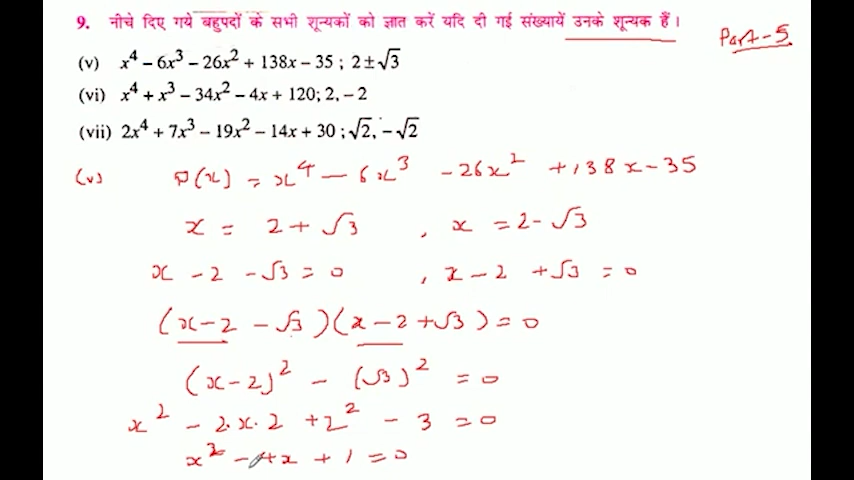 9. नीचे दिए गये बहुपदों के सभी शून्यकों को ज्ञात करें यदि दी गई संख्यायें उनके शून्यक हैं।
Part-5
(v) x⁴ – 6x³ – 26x² + 138x – 35 ; 2 ± √3
(vi) x⁴ + x³ – 34x² – 4x + 120; 2, – 2
(vii) 2x⁴ + 7x³ – 19x² – 14x + 30 ; √2, – √2
(v) P(x) = x⁴ – 6x³ – 26x² + 138x – 35
x = 2 + √3 , x = 2 - √3
x - 2 - √3 = 0 , x - 2 + √3 = 0
(x - 2 - √3)(x - 2 + √3) = 0
(x - 2)² - (√3)² = 0
x² - 2·x·2 + 2² - 3 = 0
x² - 4x + 1 = 0